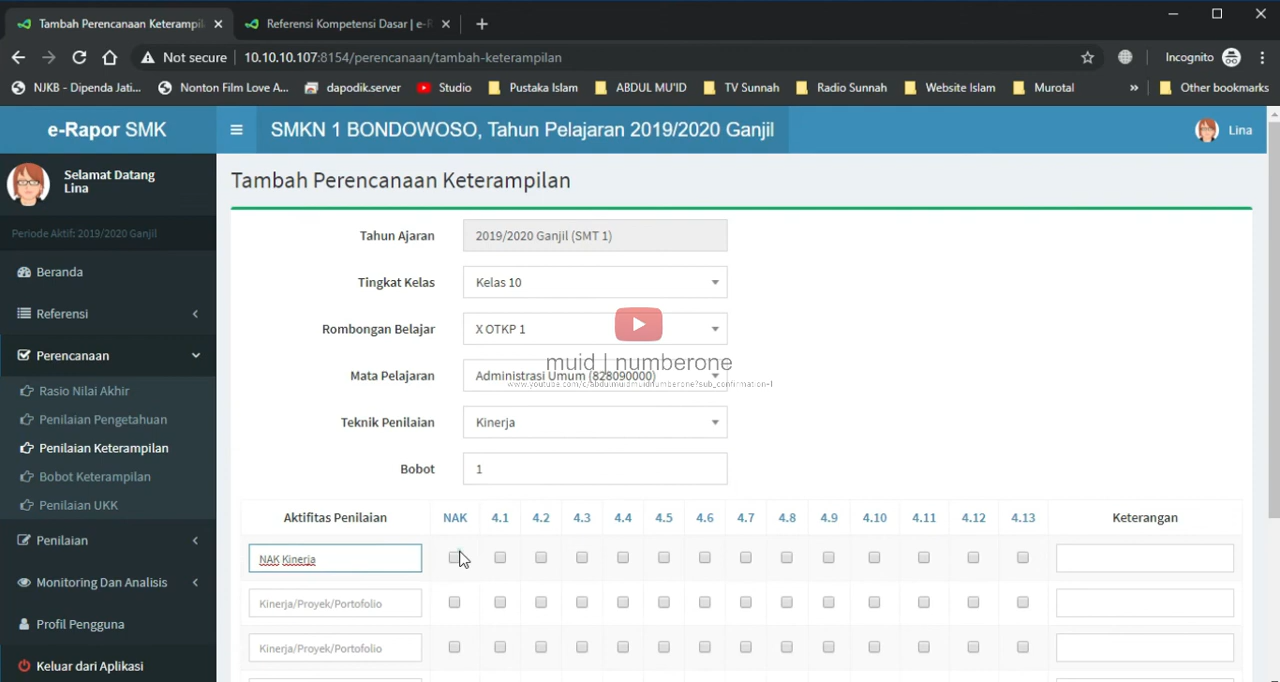 Tambah Perencanaan Keterampil
Referensi Kompetensi Dasar | e-R
Not secure
10.10.10.107:8154/perencanaan/tambah-keterampilan
Incognito
NJKB - Dipenda Jati...
Nonton Film Love A...
dapodik.server
Studio
Pustaka Islam
ABDUL MU'ID
TV Sunnah
Radio Sunnah
Website Islam
Murotal
»
Other bookmarks
e-Rapor SMK
SMKN 1 BONDOWOSO, Tahun Pelajaran 2019/2020 Ganjil
Lina
Selamat Datang
Lina
Periode Aktif: 2019/2020 Ganjil
Beranda
Referensi
Perencanaan
Rasio Nilai Akhir
Penilaian Pengetahuan
Penilaian Keterampilan
Bobot Keterampilan
Penilaian UKK
Penilaian
Monitoring Dan Analisis
Profil Pengguna
Keluar dari Aplikasi
Tambah Perencanaan Keterampilan
Tahun Ajaran
2019/2020 Ganjil (SMT 1)
Tingkat Kelas
Kelas 10
Rombongan Belajar
X OTKP 1
muid | numberone
Mata Pelajaran
Administrasi Umum (828090000)
www.youtube.com/c/abdulmuidmuidnumberone?sub_confirmation=1
Teknik Penilaian
Kinerja
Bobot
1
Aktifitas Penilaian NAK 4.1 4.2 4.3 4.4 4.5 4.6 4.7 4.8 4.9 4.10 4.11 4.12 4.13 Keterangan
NAK Kinerja
Kinerja/Proyek/Portofolio
Kinerja/Proyek/Portofolio